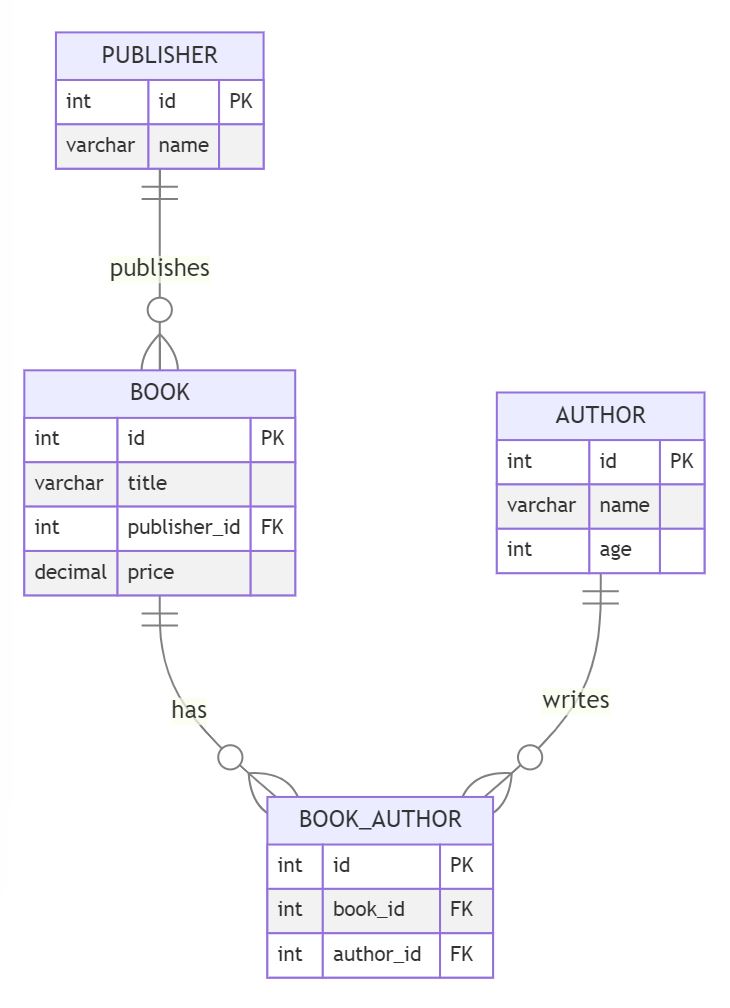 PUBLISHER
int id PK
varchar name
publishes
BOOK
int id PK
varchar title
int publisher_id FK
decimal price
AUTHOR
int id PK
varchar name
int age
has
writes
BOOK_AUTHOR
int id PK
int book_id FK
int author_id FK